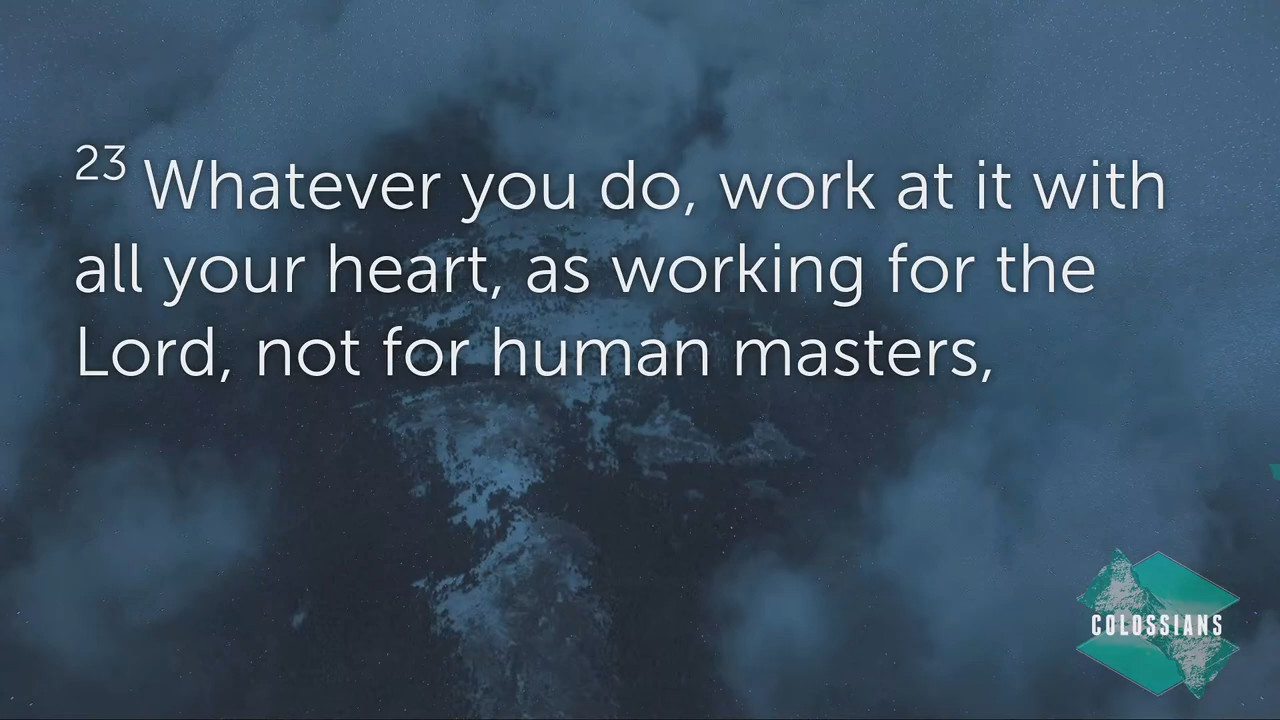 23 Whatever you do, work at it with
all your heart, as working for the
Lord, not for human masters,
COLOSSIANS